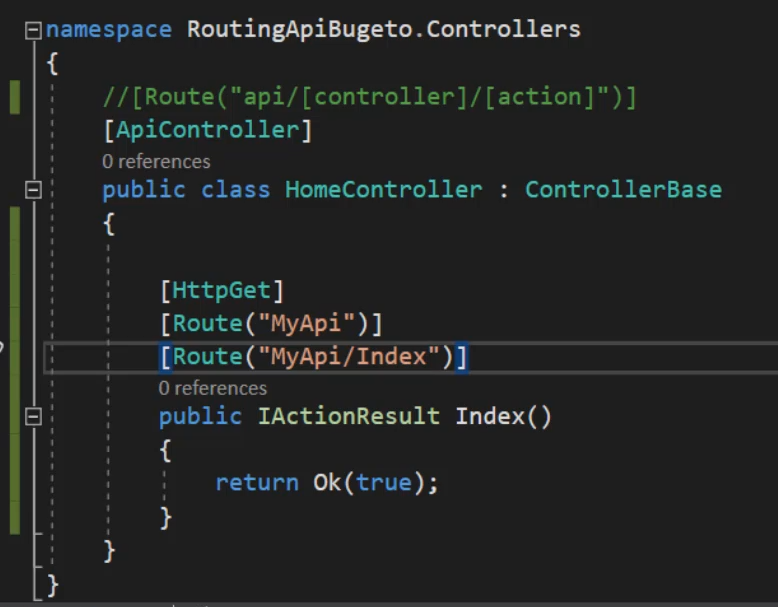 namespace RoutingApiBugeto.Controllers
{
//[Route("api/[controller]/[action]")]
[ApiController]
0 references
public class HomeController : ControllerBase
{
[HttpGet]
[Route("MyApi")]
[Route("MyApi/Index")]
0 references
public IActionResult Index()
{
return Ok(true);
}
}
}